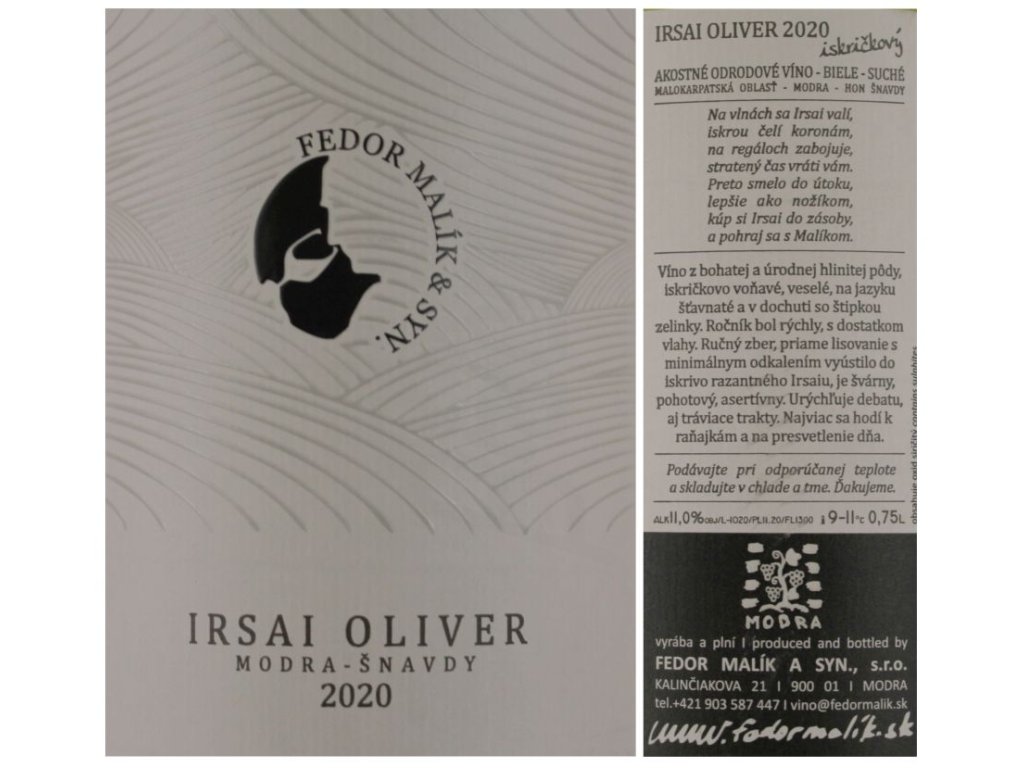 FEDOR MALÍK & SYN.
IRSAI OLIVER
MODRA-ŠNAVDY
2020
IRSAI OLIVER 2020
iskričkový
AKOSTNÉ ODRODOVÉ VÍNO - BIELE - SUCHÉ
MALOKARPATSKÁ OBLASŤ - MODRA - HON ŠNAVDY
Na vlnách sa Irsai valí,
iskrou čelí koronám,
na regáloch zabojuje,
stratený čas vráti vám.
Preto smelo do útoku,
lepšie ako nožíkom,
kúp si Irsai do zásoby,
a pohraj sa s Malíkom.
Víno z bohatej a úrodnej hlinitej pôdy,
iskričkovo voňavé, veselé, na jazyku
šťavnaté a v dochuti so štipkou
zelinky. Ročník bol rýchly, s dostatkom
vlahy. Ručný zber, priame lisovanie s
minimálnym odkalením vyústilo do
iskrivo razantného Irsaiu, je švárny,
pohotový, asertívny. Urýchľuje debatu,
aj tráviace trakty. Najviac sa hodí k
raňajkám a na presvetlenie dňa.
Podávajte pri odporúčanej teplote
a skladujte v chlade a tme. Ďakujeme.
ALK11,0%OBJ/L-1020/PL11.20/FL1300 9-11°C 0,75L
obsahuje oxid siričitý contains sulphites
MODRA
vyrába a plní I produced and bottled by
FEDOR MALÍK A SYN., s.r.o.
KALINČIAKOVA 21 I 900 01 I MODRA
tel.+421 903 587 447 I vino@fedormalik.sk
www.fedormalik.sk